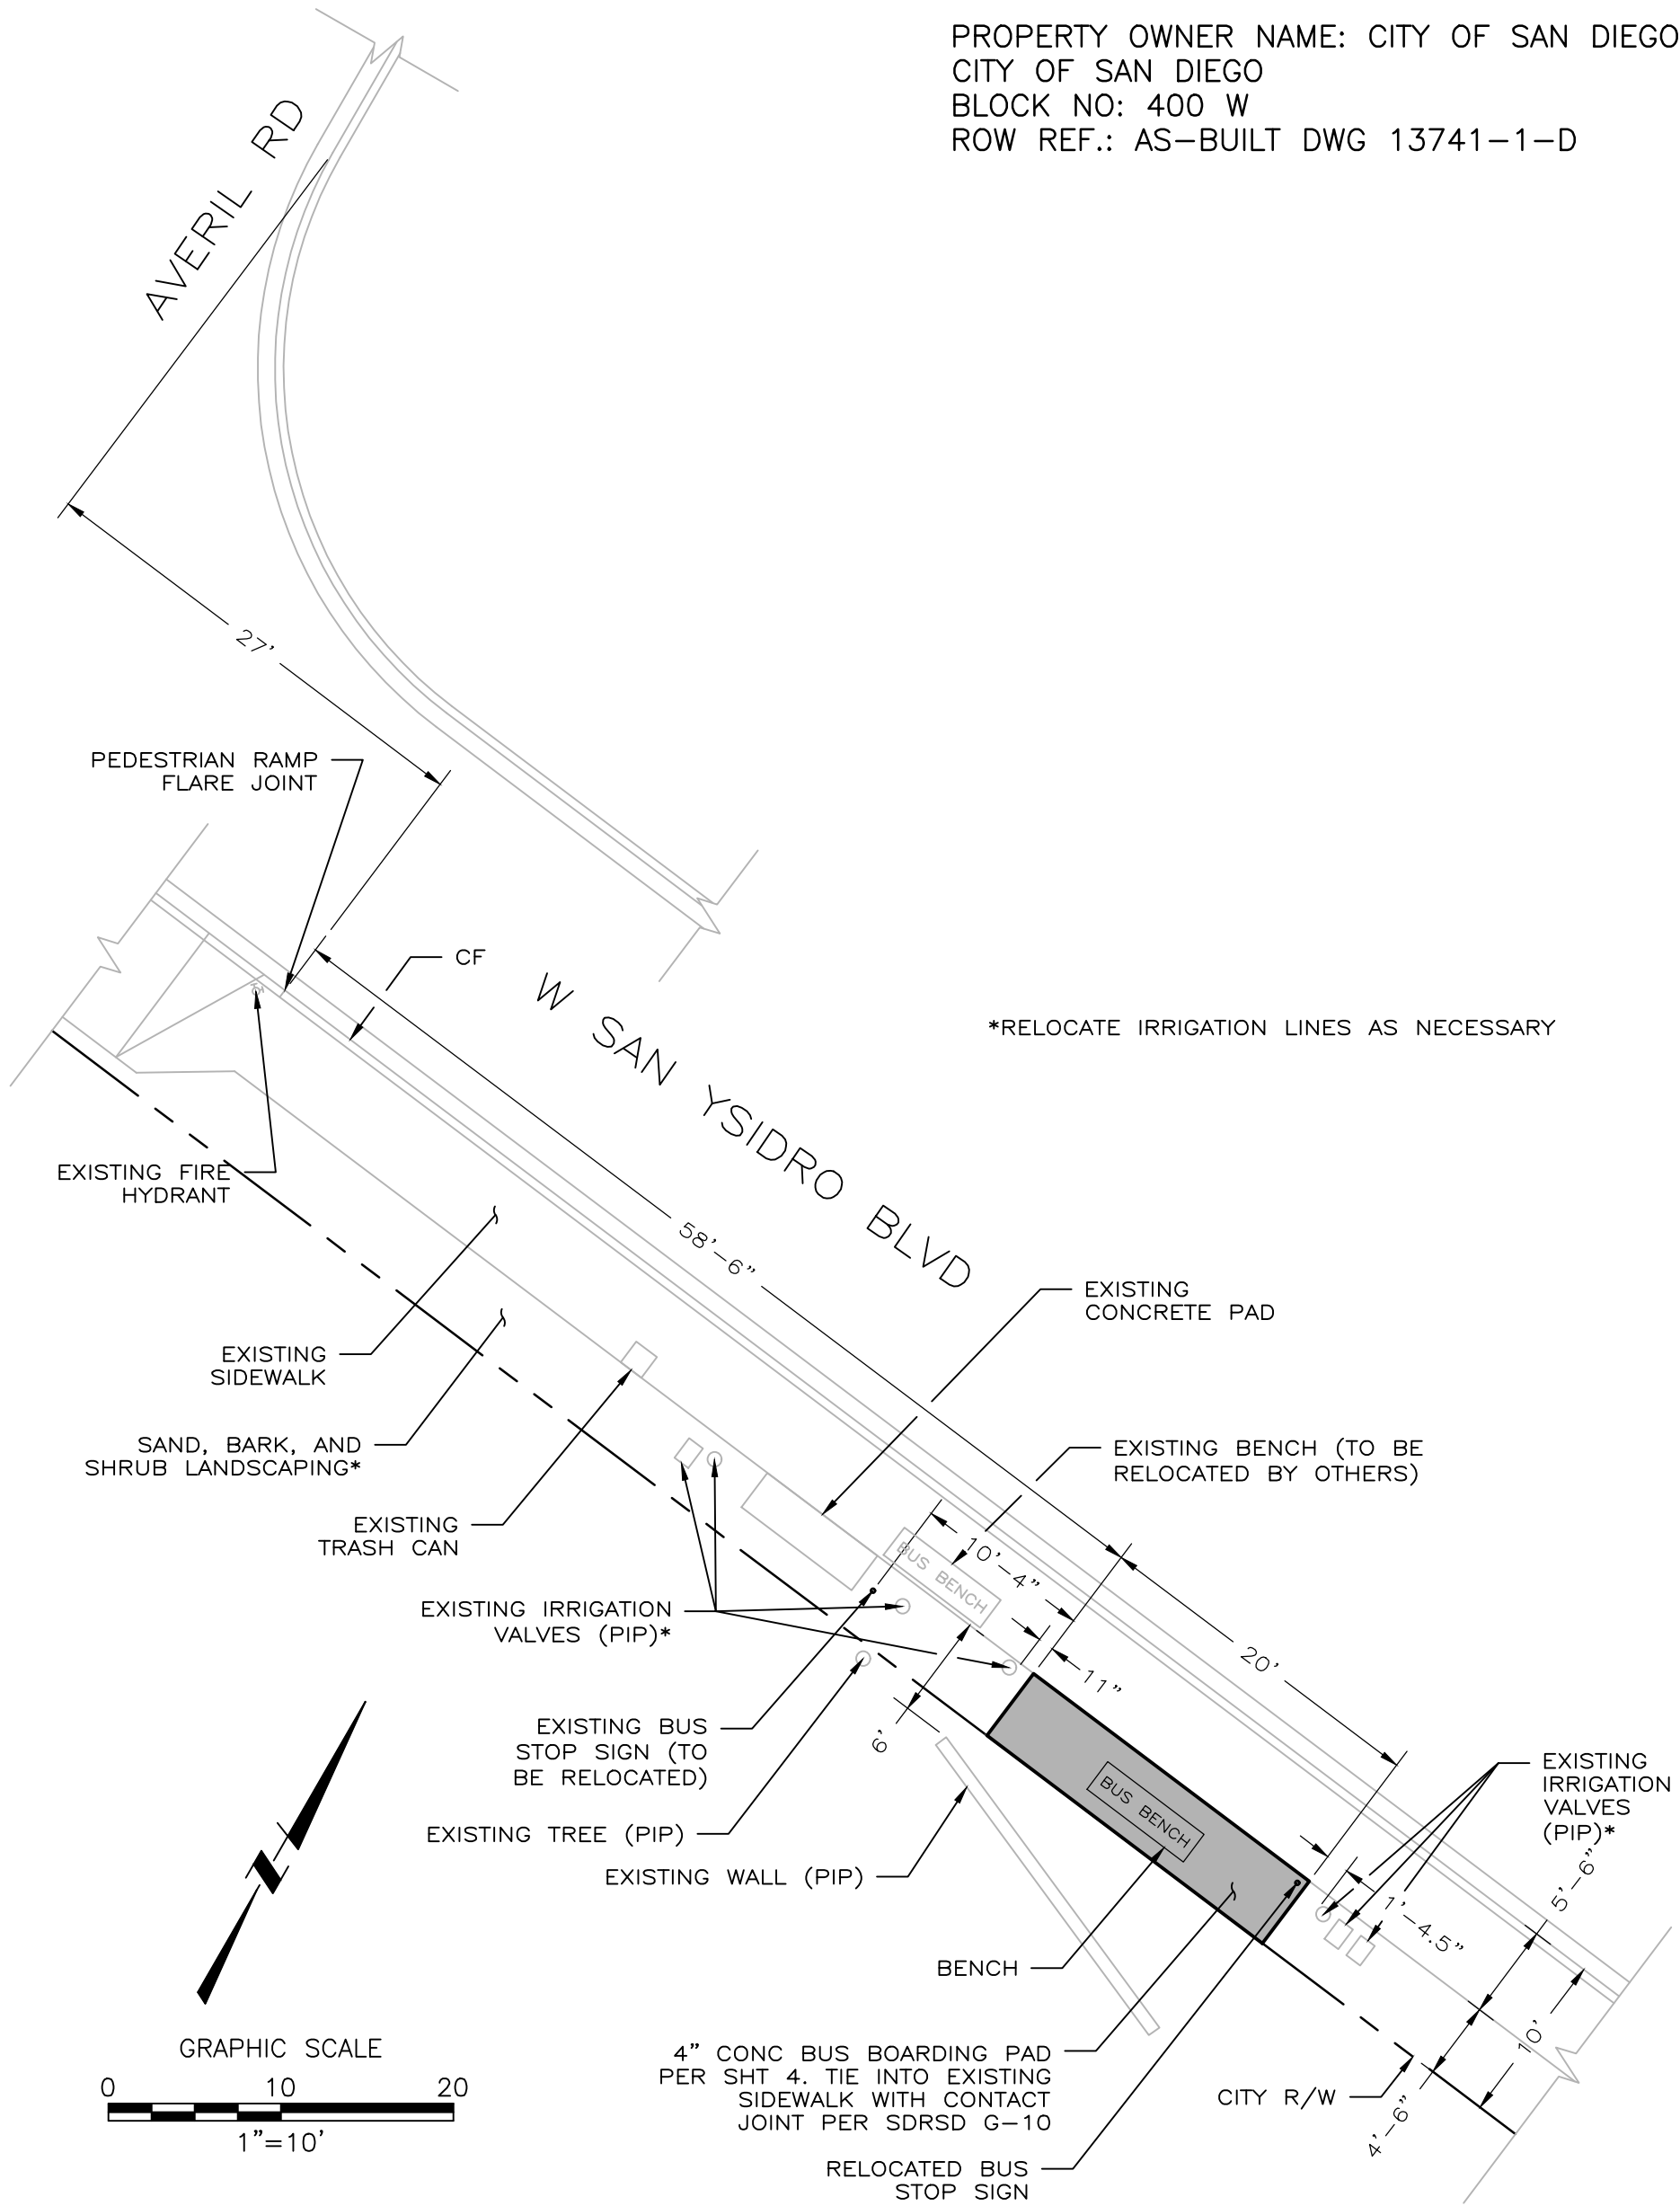 PROPERTY OWNER NAME: CITY OF SAN DIEGO
CITY OF SAN DIEGO
BLOCK NO: 400 W
ROW REF.: AS-BUILT DWG 13741-1-D
AVERIL RD
27'
PEDESTRIAN RAMP
FLARE JOINT
CF
W SAN YSIDRO BLVD
*RELOCATE IRRIGATION LINES AS NECESSARY
EXISTING FIRE
HYDRANT
58'-6"
EXISTING
CONCRETE PAD
EXISTING
SIDEWALK
SAND, BARK, AND
SHRUB LANDSCAPING*
EXISTING BENCH (TO BE
RELOCATED BY OTHERS)
EXISTING
TRASH CAN
BUS BENCH
10'-4"
EXISTING IRRIGATION
VALVES (PIP)*
20'
11"
6'
EXISTING BUS
STOP SIGN (TO
BE RELOCATED)
EXISTING
IRRIGATION
VALVES
(PIP)*
BUS BENCH
EXISTING TREE (PIP)
EXISTING WALL (PIP)
5'-6"
1'-4.5"
BENCH
10'
4" CONC BUS BOARDING PAD
PER SHT 4. TIE INTO EXISTING
SIDEWALK WITH CONTACT
JOINT PER SDRSD G-10
CITY R/W
4'-6"
RELOCATED BUS
STOP SIGN
GRAPHIC SCALE
0 10 20
1"=10'